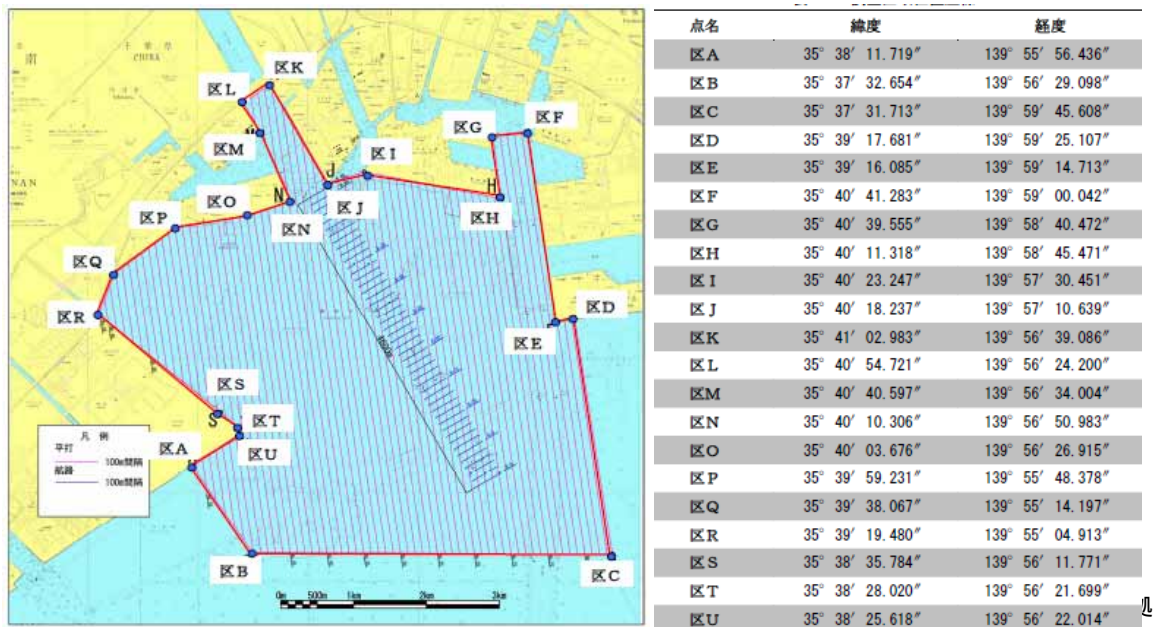 区K
区L
区F
区G
区M
区I
J
区J
H
区H
区O
N
区N
区P
区Q
区R
区D
区E
区S
S
区T
区A
区U
区B
区C
千葉県
CHIBA
南
NAN
凡 例
平打
100m間隔
航路
100m間隔
0m 500m 1km 2km 3km
点名 緯度 経度
区A 35° 38′ 11.719″ 139° 55′ 56.436″
区B 35° 37′ 32.654″ 139° 56′ 29.098″
区C 35° 37′ 31.713″ 139° 59′ 45.608″
区D 35° 39′ 17.681″ 139° 59′ 25.107″
区E 35° 39′ 16.085″ 139° 59′ 14.713″
区F 35° 40′ 41.283″ 139° 59′ 00.042″
区G 35° 40′ 39.555″ 139° 58′ 40.472″
区H 35° 40′ 11.318″ 139° 58′ 45.471″
区I 35° 40′ 23.247″ 139° 57′ 30.451″
区J 35° 40′ 18.237″ 139° 57′ 10.639″
区K 35° 41′ 02.983″ 139° 56′ 39.086″
区L 35° 40′ 54.721″ 139° 56′ 24.200″
区M 35° 40′ 40.597″ 139° 56′ 34.004″
区N 35° 40′ 10.306″ 139° 56′ 50.983″
区O 35° 40′ 03.676″ 139° 56′ 26.915″
区P 35° 39′ 59.231″ 139° 55′ 48.378″
区Q 35° 39′ 38.067″ 139° 55′ 14.197″
区R 35° 39′ 19.480″ 139° 55′ 04.913″
区S 35° 38′ 35.784″ 139° 56′ 11.771″
区T 35° 38′ 28.020″ 139° 56′ 21.699″
区U 35° 38′ 25.618″ 139° 56′ 22.014″